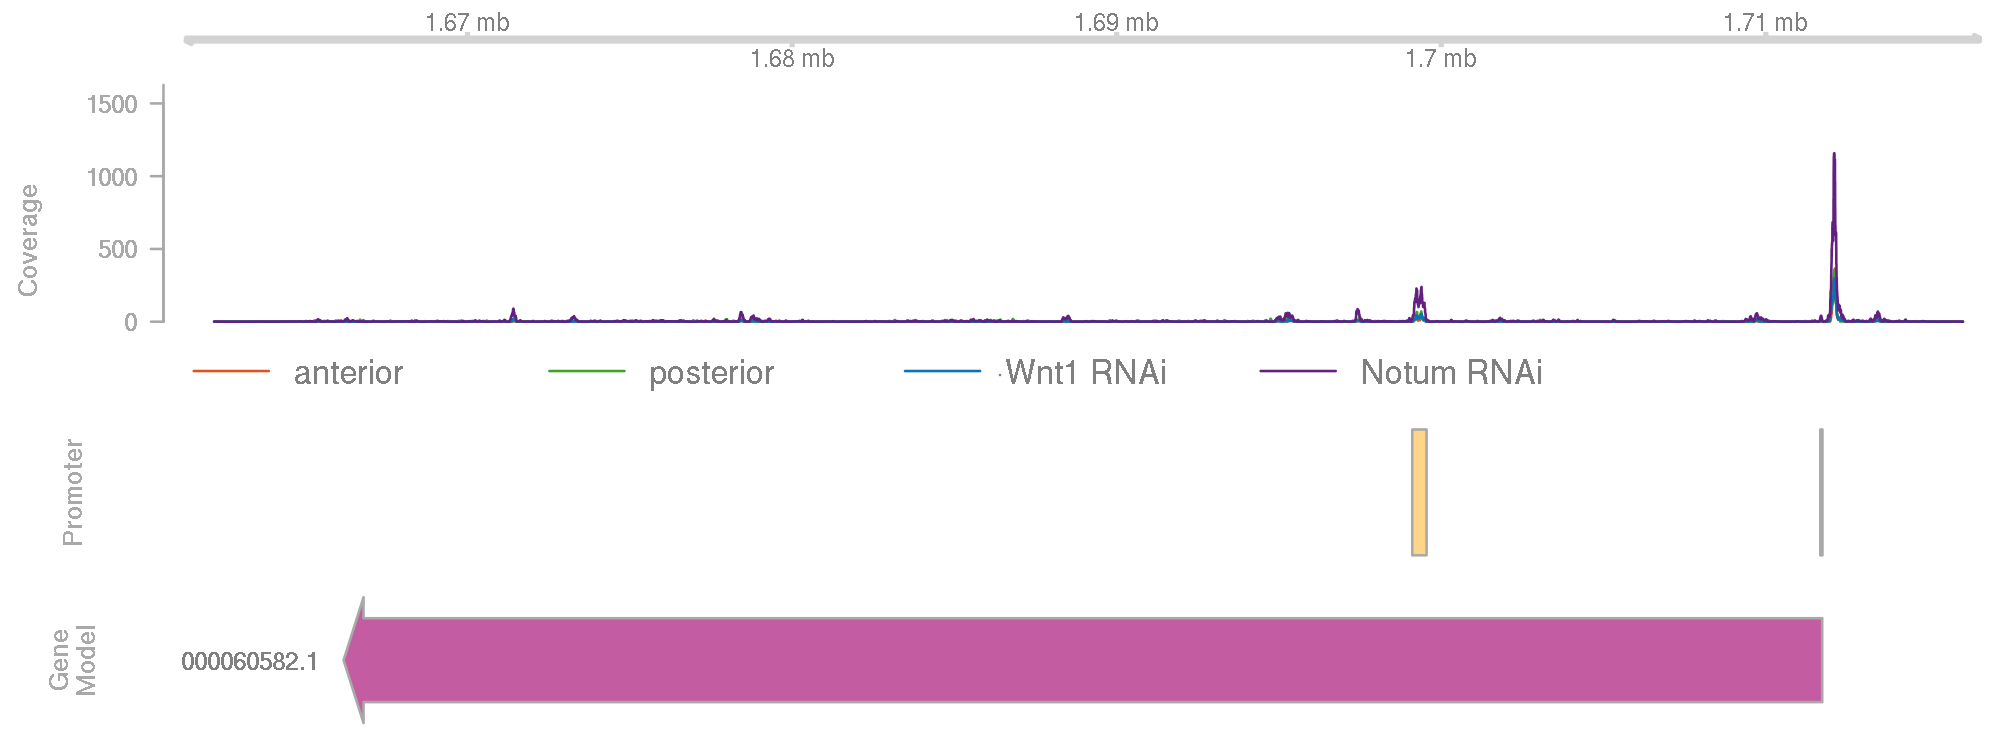 1.67 mb
1.69 mb
1.71 mb
1.68 mb
1.7 mb
Coverage
1500
1000
500
0
anterior
posterior
Wnt1 RNAi
Notum RNAi
Promoter
Gene
Model
000060582.1